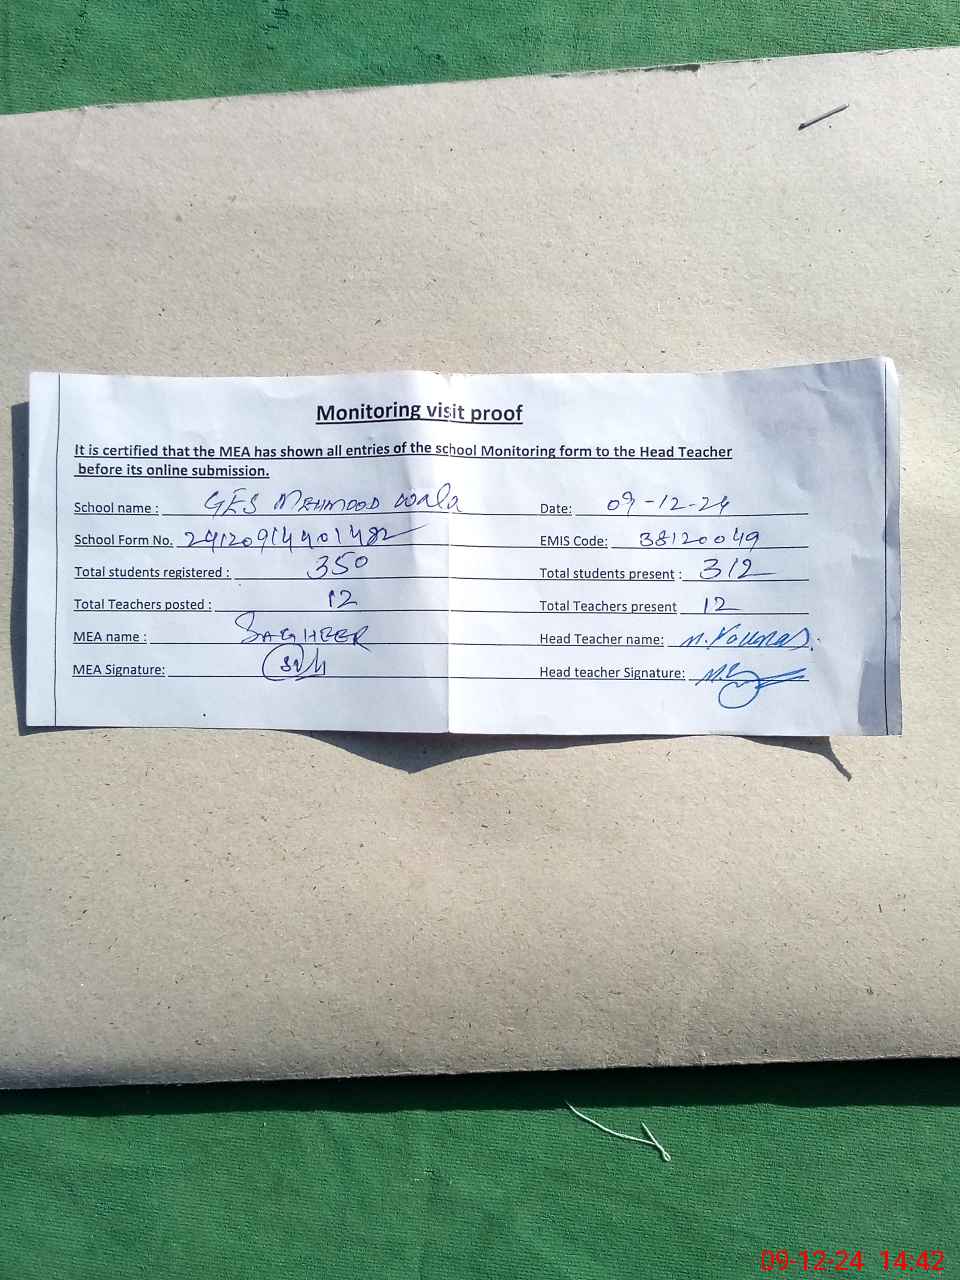 Monitoring visit proof
It is certified that the MEA has shown all entries of the school Monitoring form to the Head Teacher
before its online submission.
School name : GES MEHMOOD wala Date: 09-12-24
School Form No. 241209144401482 EMIS Code: 38120049
Total students registered : 350 Total students present : 312
Total Teachers posted : 12 Total Teachers present 12
MEA name : SAGHEER Head Teacher name: M. Younas.
MEA Signature: Head teacher Signature:
09-12-24 14:42